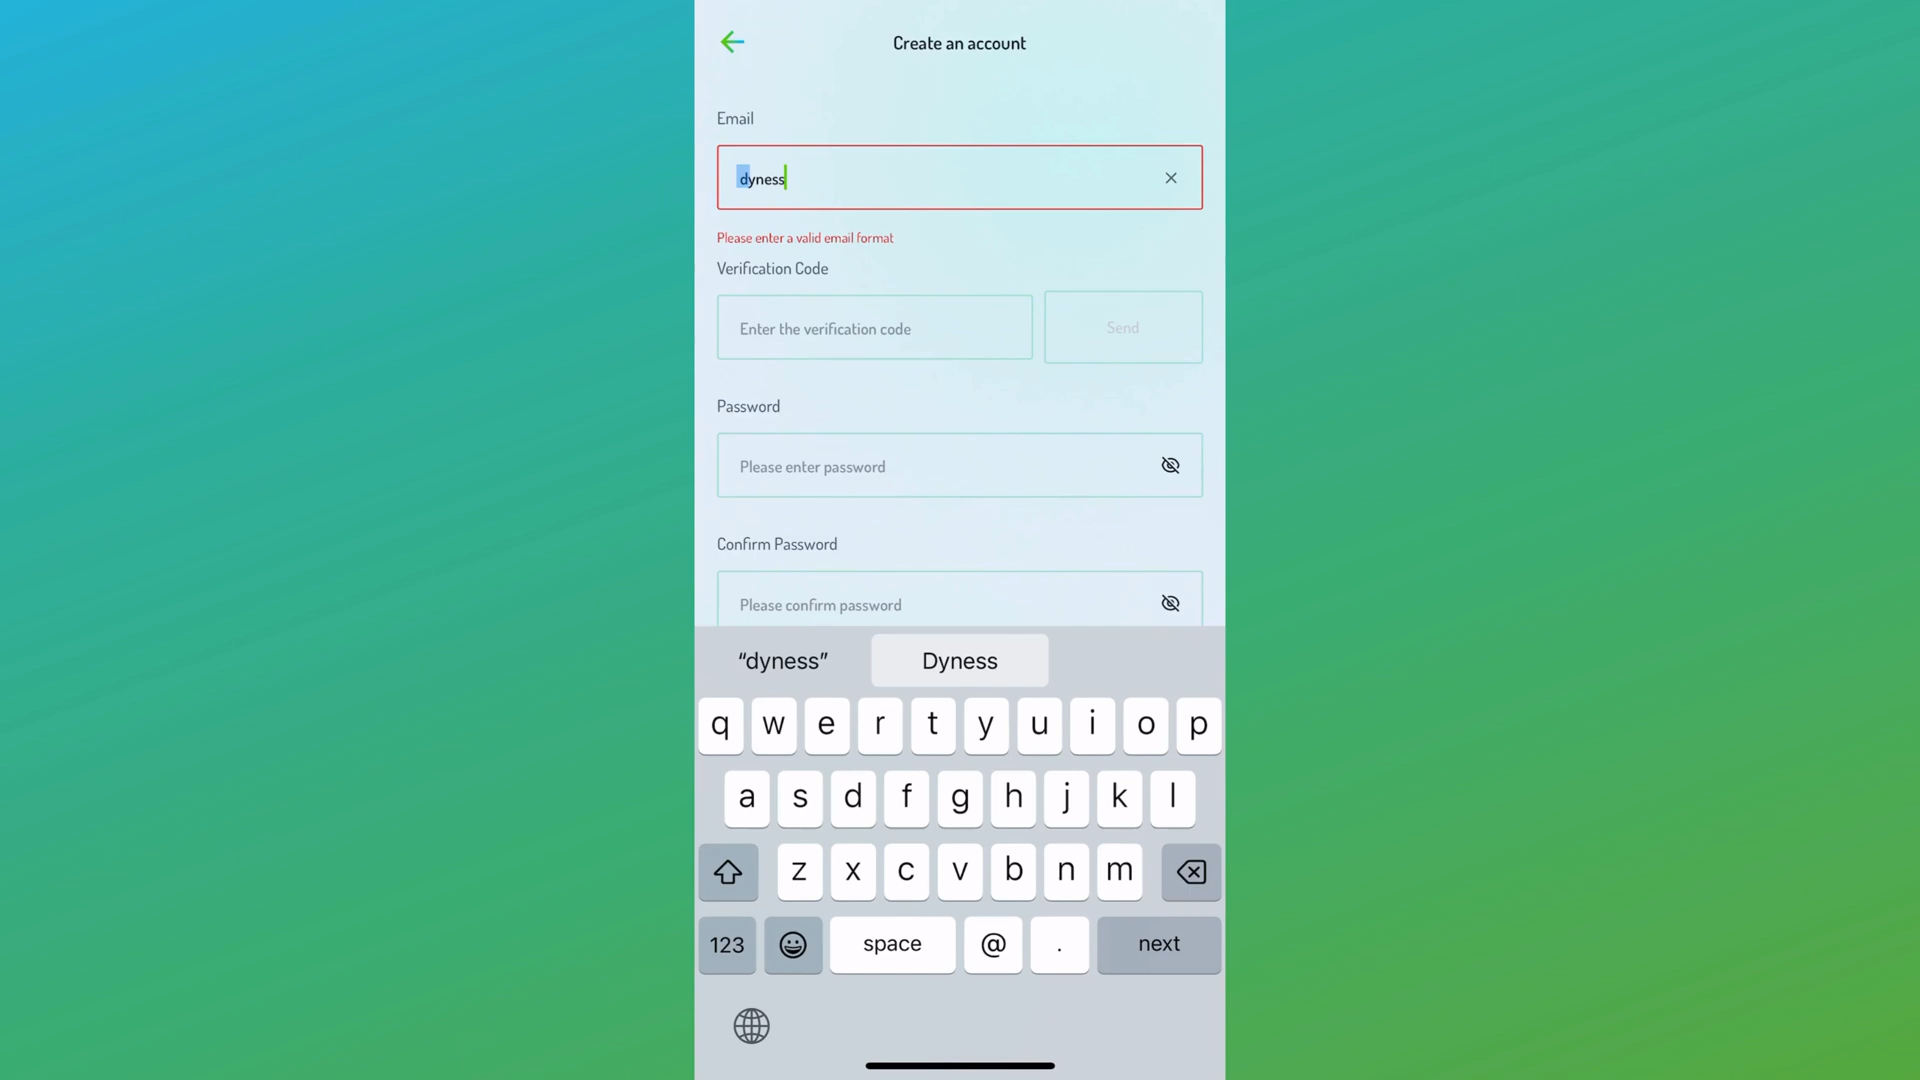 Create an account
Email
dyness
Please enter a valid email format
Verification Code
Enter the verification code
Send
Password
Please enter password
Confirm Password
Please confirm password
“dyness” Dyness
q w e r t y u i o p
a s d f g h j k l
z x c v b n m
123 space @ . next